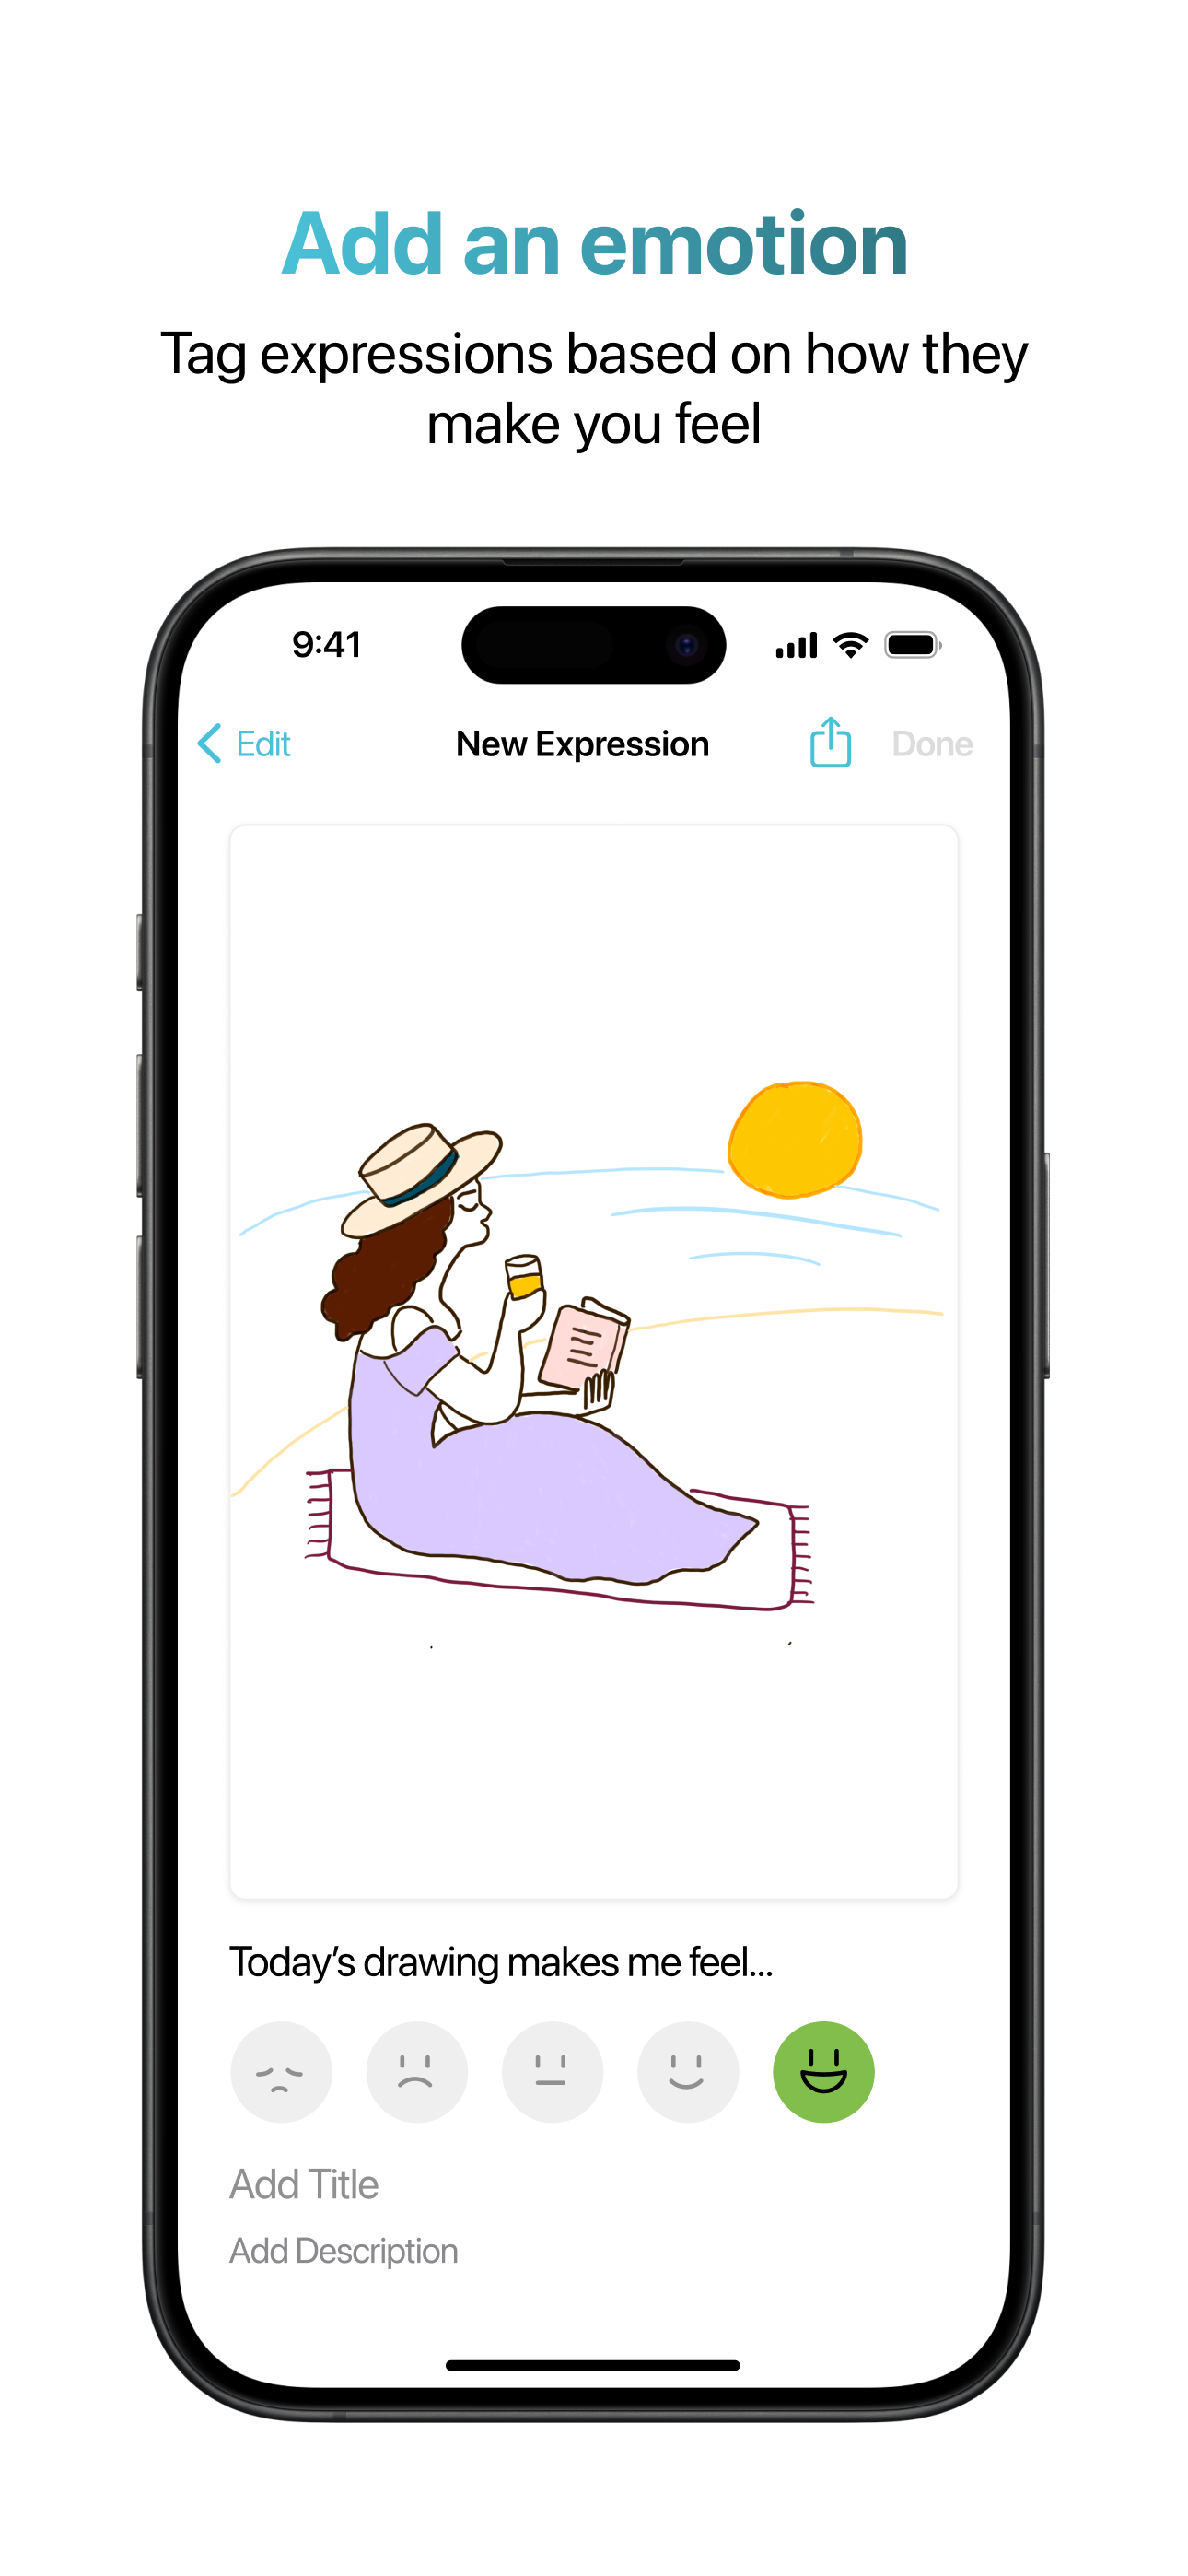 Add an emotion
Tag expressions based on how they
make you feel
9:41
Edit
New Expression
Done
Today’s drawing makes me feel...
Add Title
Add Description